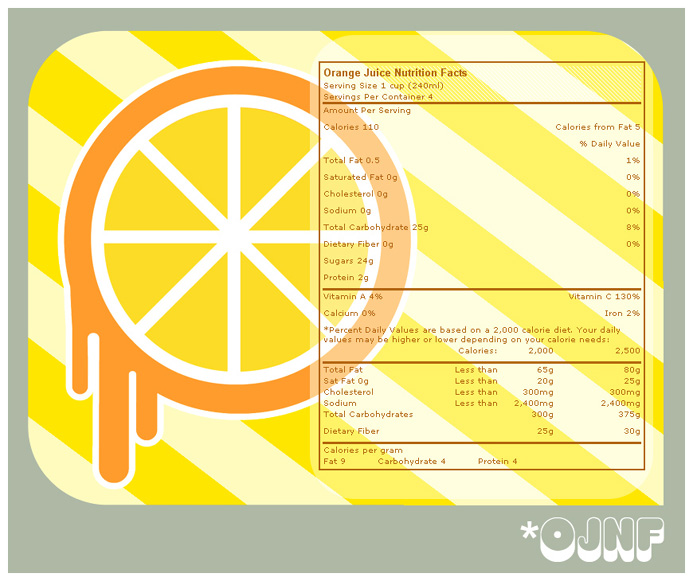 Orange Juice Nutrition Facts
Serving Size 1 cup (240ml)
Servings Per Container 4
Amount Per Serving
Calories 110 Calories from Fat 5
% Daily Value
Total Fat 0.5 1%
Saturated Fat 0g 0%
Cholesterol 0g 0%
Sodium 0g 0%
Total Carbohydrate 25g 8%
Dietary Fiber 0g 0%
Sugars 24g
Protein 2g
Vitamin A 4% Vitamin C 130%
Calcium 0% Iron 2%
*Percent Daily Values are based on a 2,000 calorie diet. Your daily
values may be higher or lower depending on your calorie needs:
Calories: 2,000 2,500
Total Fat Less than 65g 80g
Sat Fat 0g Less than 20g 25g
Cholesterol Less than 300mg 300mg
Sodium Less than 2,400mg 2,400mg
Total Carbohydrates 300g 375g
Dietary Fiber 25g 30g
Calories per gram
Fat 9 Carbohydrate 4 Protein 4
*OJNF